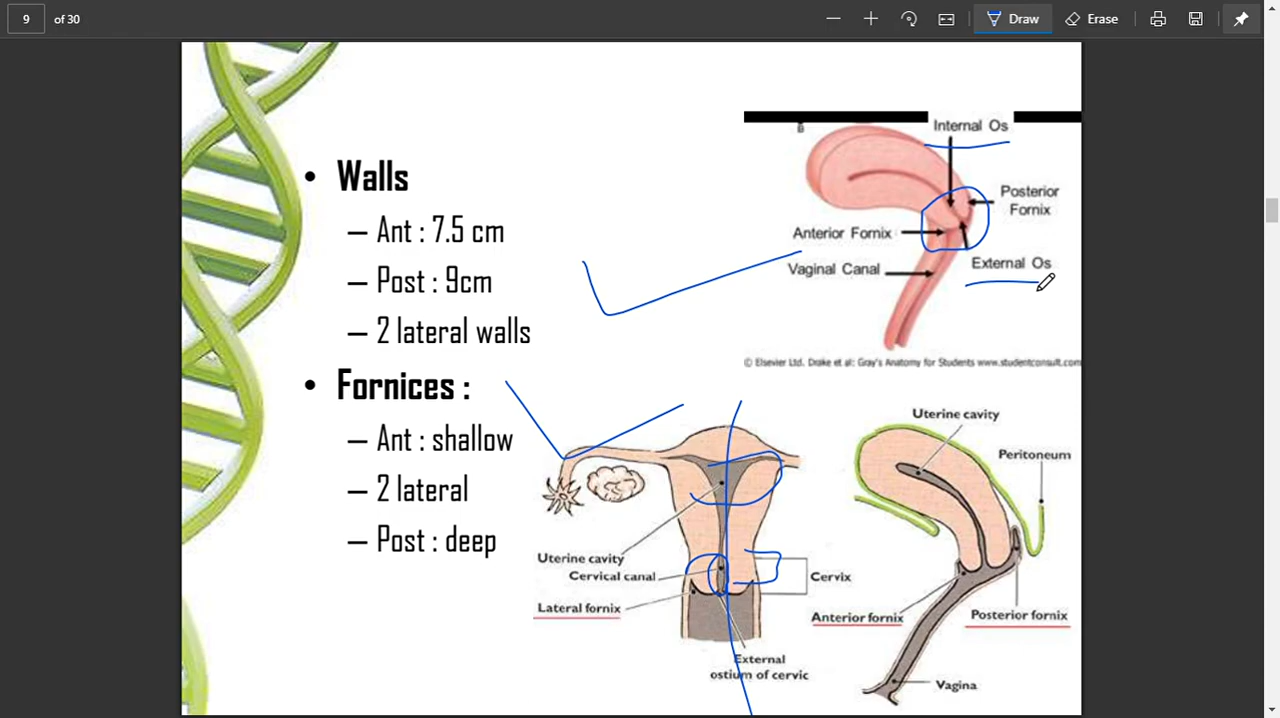 9 of 30
Draw
Erase
• Walls
– Ant : 7.5 cm
– Post : 9cm
– 2 lateral walls
• Fornices :
– Ant : shallow
– 2 lateral
– Post : deep
B
Internal Os
Posterior
Fornix
Anterior Fornix
External Os
Vaginal Canal
© Elsevier Ltd. Drake et al: Gray's Anatomy for Students www.studentconsult.com
Uterine cavity
Cervical canal
Cervix
Lateral fornix
External
ostium of cervic
Uterine cavity
Peritoneum
Anterior fornix
Posterior fornix
Vagina